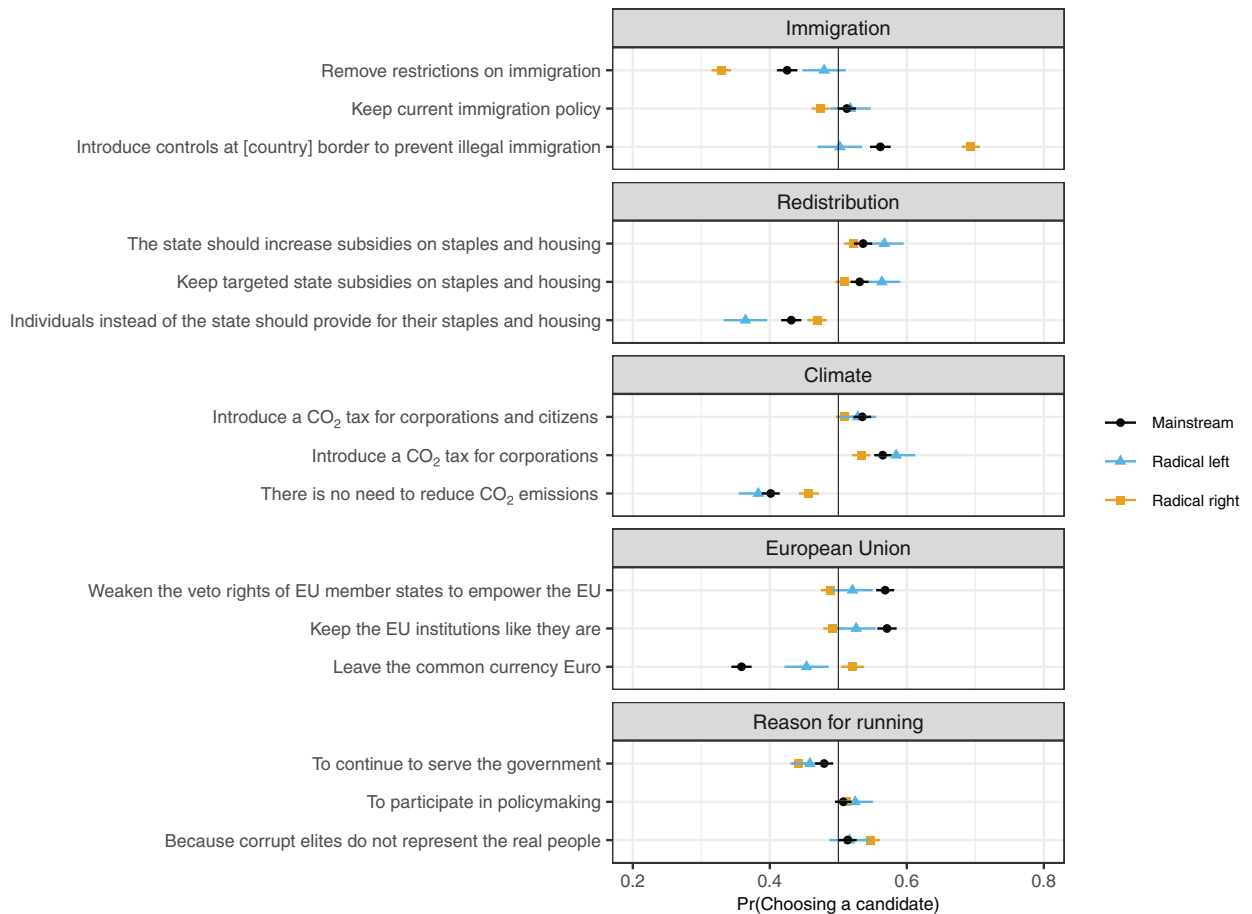 Immigration
Remove restrictions on immigration
Keep current immigration policy
Introduce controls at [country] border to prevent illegal immigration
Redistribution
The state should increase subsidies on staples and housing
Keep targeted state subsidies on staples and housing
Individuals instead of the state should provide for their staples and housing
Climate
Introduce a CO₂ tax for corporations and citizens
Introduce a CO₂ tax for corporations
There is no need to reduce CO₂ emissions
European Union
Weaken the veto rights of EU member states to empower the EU
Keep the EU institutions like they are
Leave the common currency Euro
Reason for running
To continue to serve the government
To participate in policymaking
Because corrupt elites do not represent the real people
0.2 0.4 0.6 0.8
Pr(Choosing a candidate)
Mainstream
Radical left
Radical right